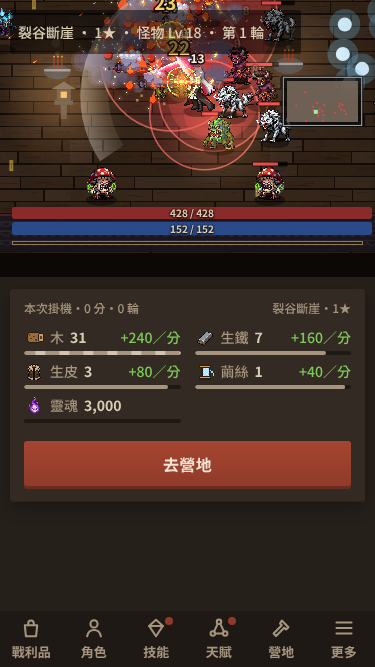 23
裂谷斷崖 • 1★ • 怪物 Lv 18 • 第 1 輪
22
-13
428 / 428
152 / 152
本次掛機 • 0 分 • 0 輪
裂谷斷崖 • 1★
木 31 +240／分
生鐵 7 +160／分
生皮 3 +80／分
繭絲 1 +40／分
靈魂 3,000
去營地
戰利品 角色 技能 天賦 營地 更多